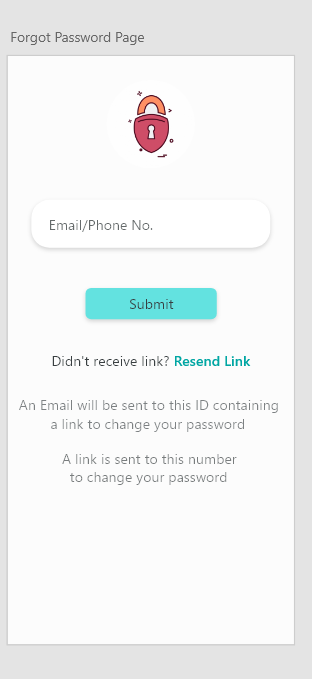 Forgot Password Page
Email/Phone No.
Submit
Didn't receive link? Resend Link
An Email will be sent to this ID containing
a link to change your password
A link is sent to this number
to change your password